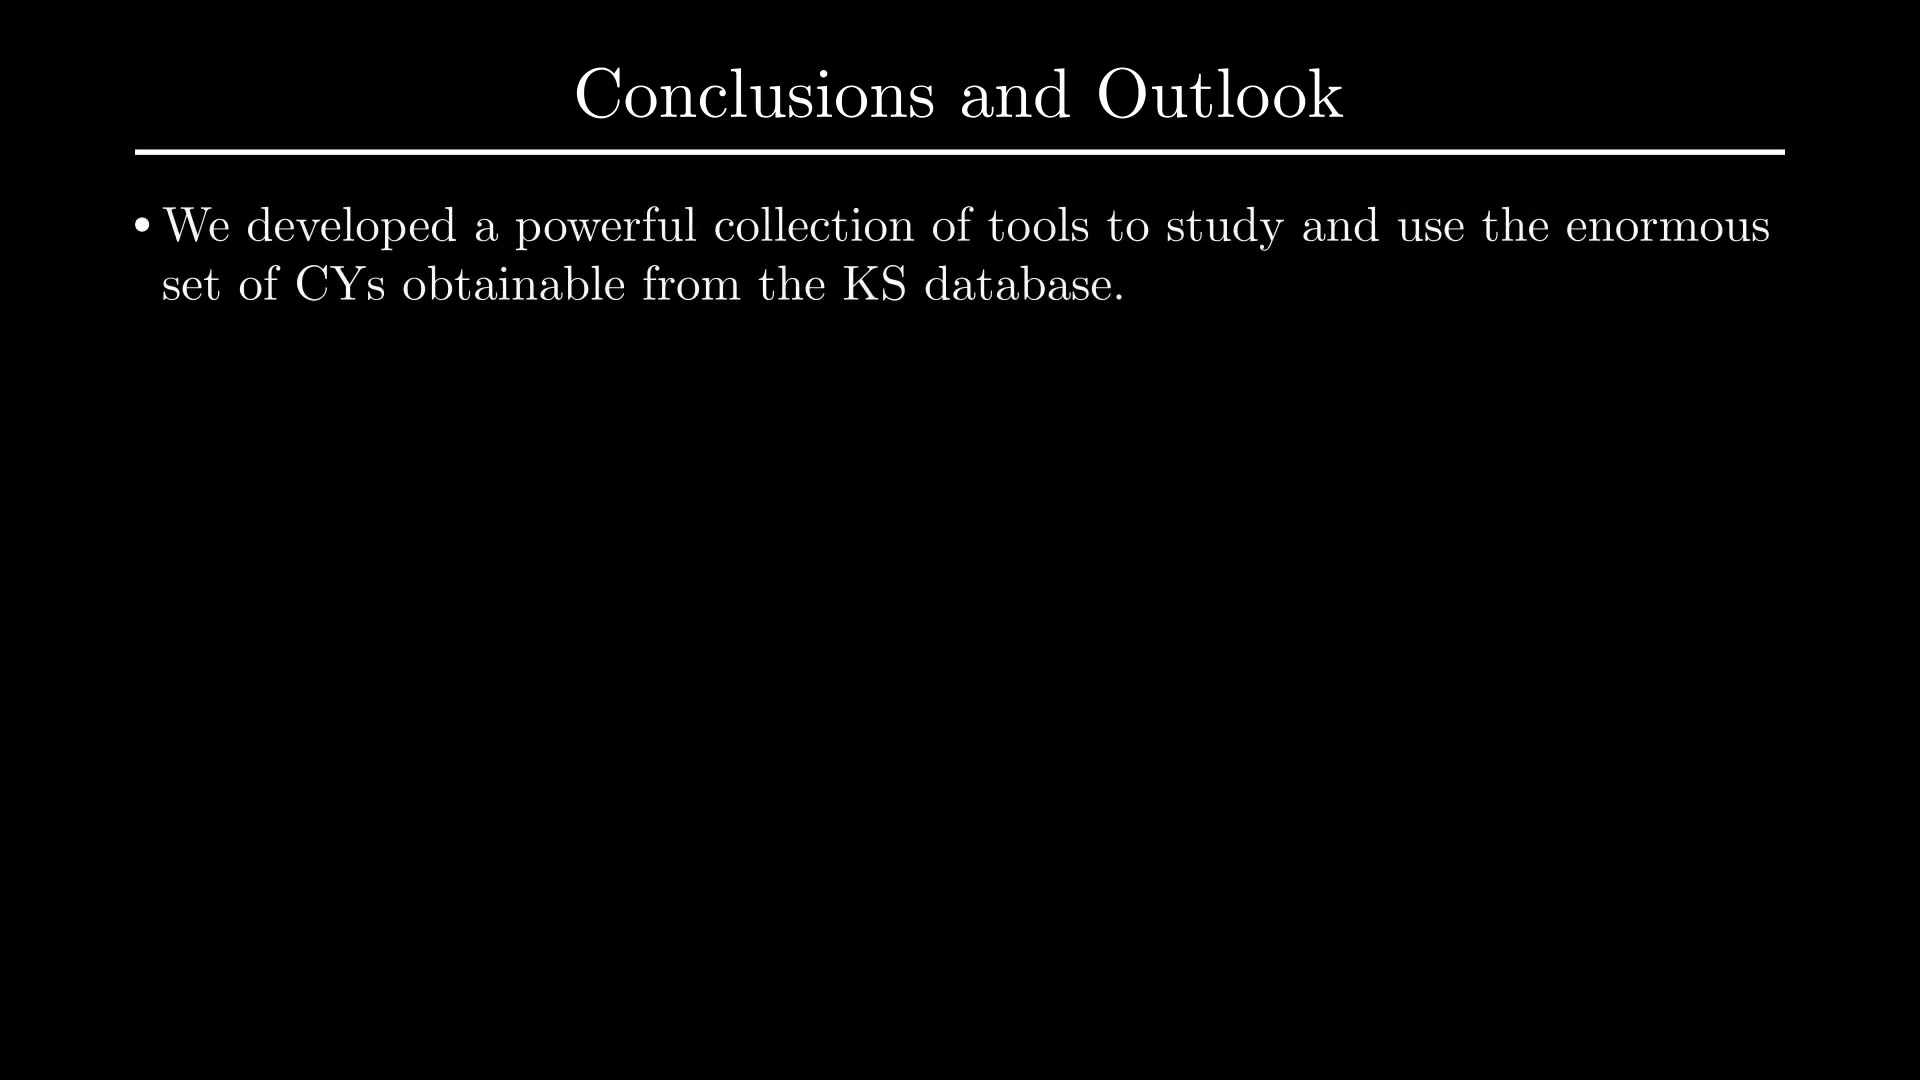 Conclusions and Outlook
• We developed a powerful collection of tools to study and use the enormous
set of CYs obtainable from the KS database.